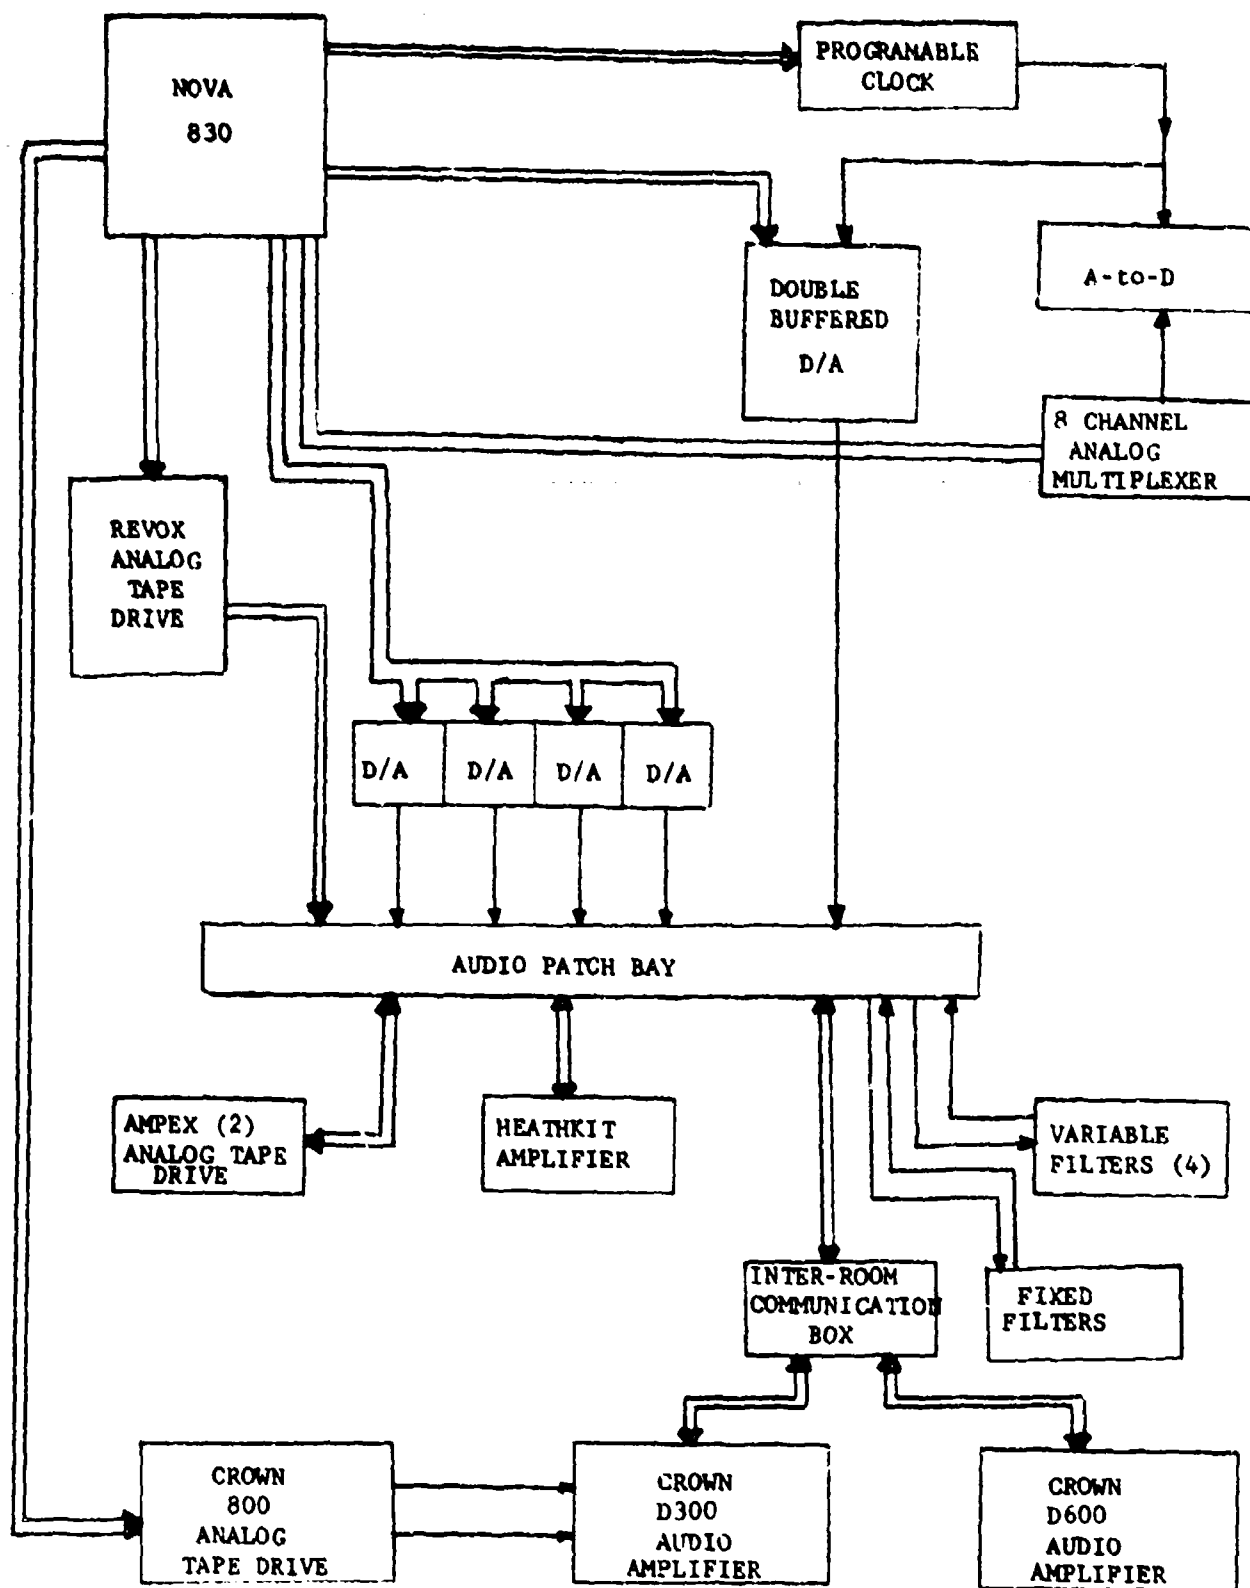 NOVA
830
PROGRAMABLE
CLOCK
DOUBLE
BUFFERED
D/A
A-to-D
8 CHANNEL
ANALOG
MULTIPLEXER
REVOX
ANALOG
TAPE
DRIVE
D/A
D/A
D/A
D/A
AUDIO PATCH BAY
AMPEX (2)
ANALOG TAPE
DRIVE
HEATHKIT
AMPLIFIER
VARIABLE
FILTERS (4)
INTER-ROOM
COMMUNICATION
BOX
FIXED
FILTERS
CROWN
800
ANALOG
TAPE DRIVE
CROWN
D300
AUDIO
AMPLIFIER
CROWN
D600
AUDIO
AMPLIFIER